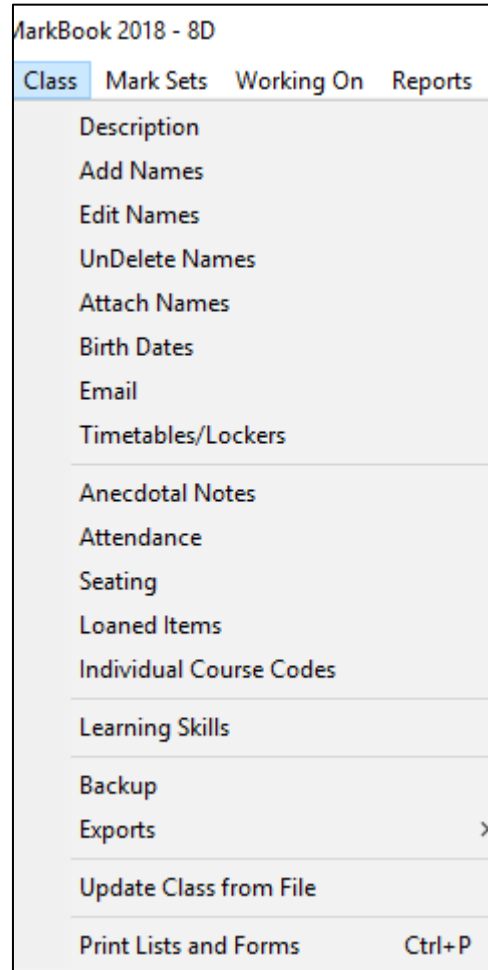 MarkBook 2018 - 8D
Class Mark Sets Working On Reports
Description
Add Names
Edit Names
UnDelete Names
Attach Names
Birth Dates
Email
Timetables/Lockers
Anecdotal Notes
Attendance
Seating
Loaned Items
Individual Course Codes
Learning Skills
Backup
Exports
Update Class from File
Print Lists and Forms Ctrl+P